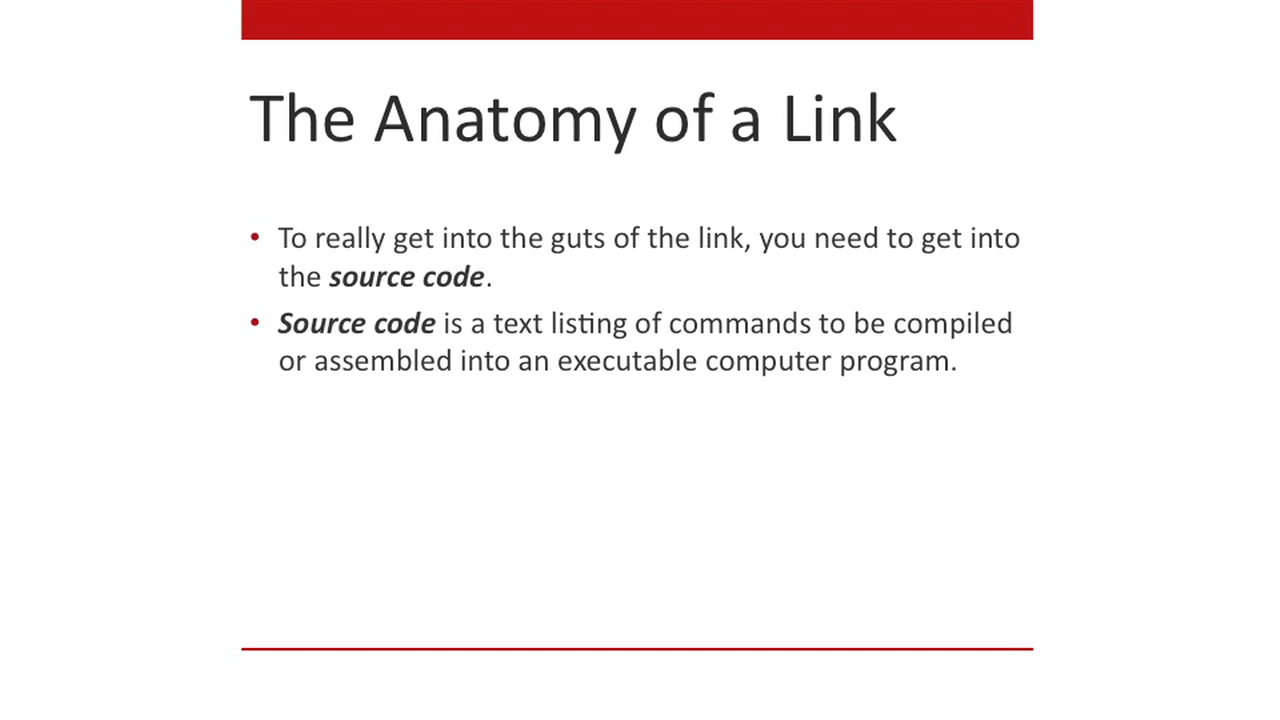 The Anatomy of a Link
• To really get into the guts of the link, you need to get into
the source code.
• Source code is a text listing of commands to be compiled
or assembled into an executable computer program.